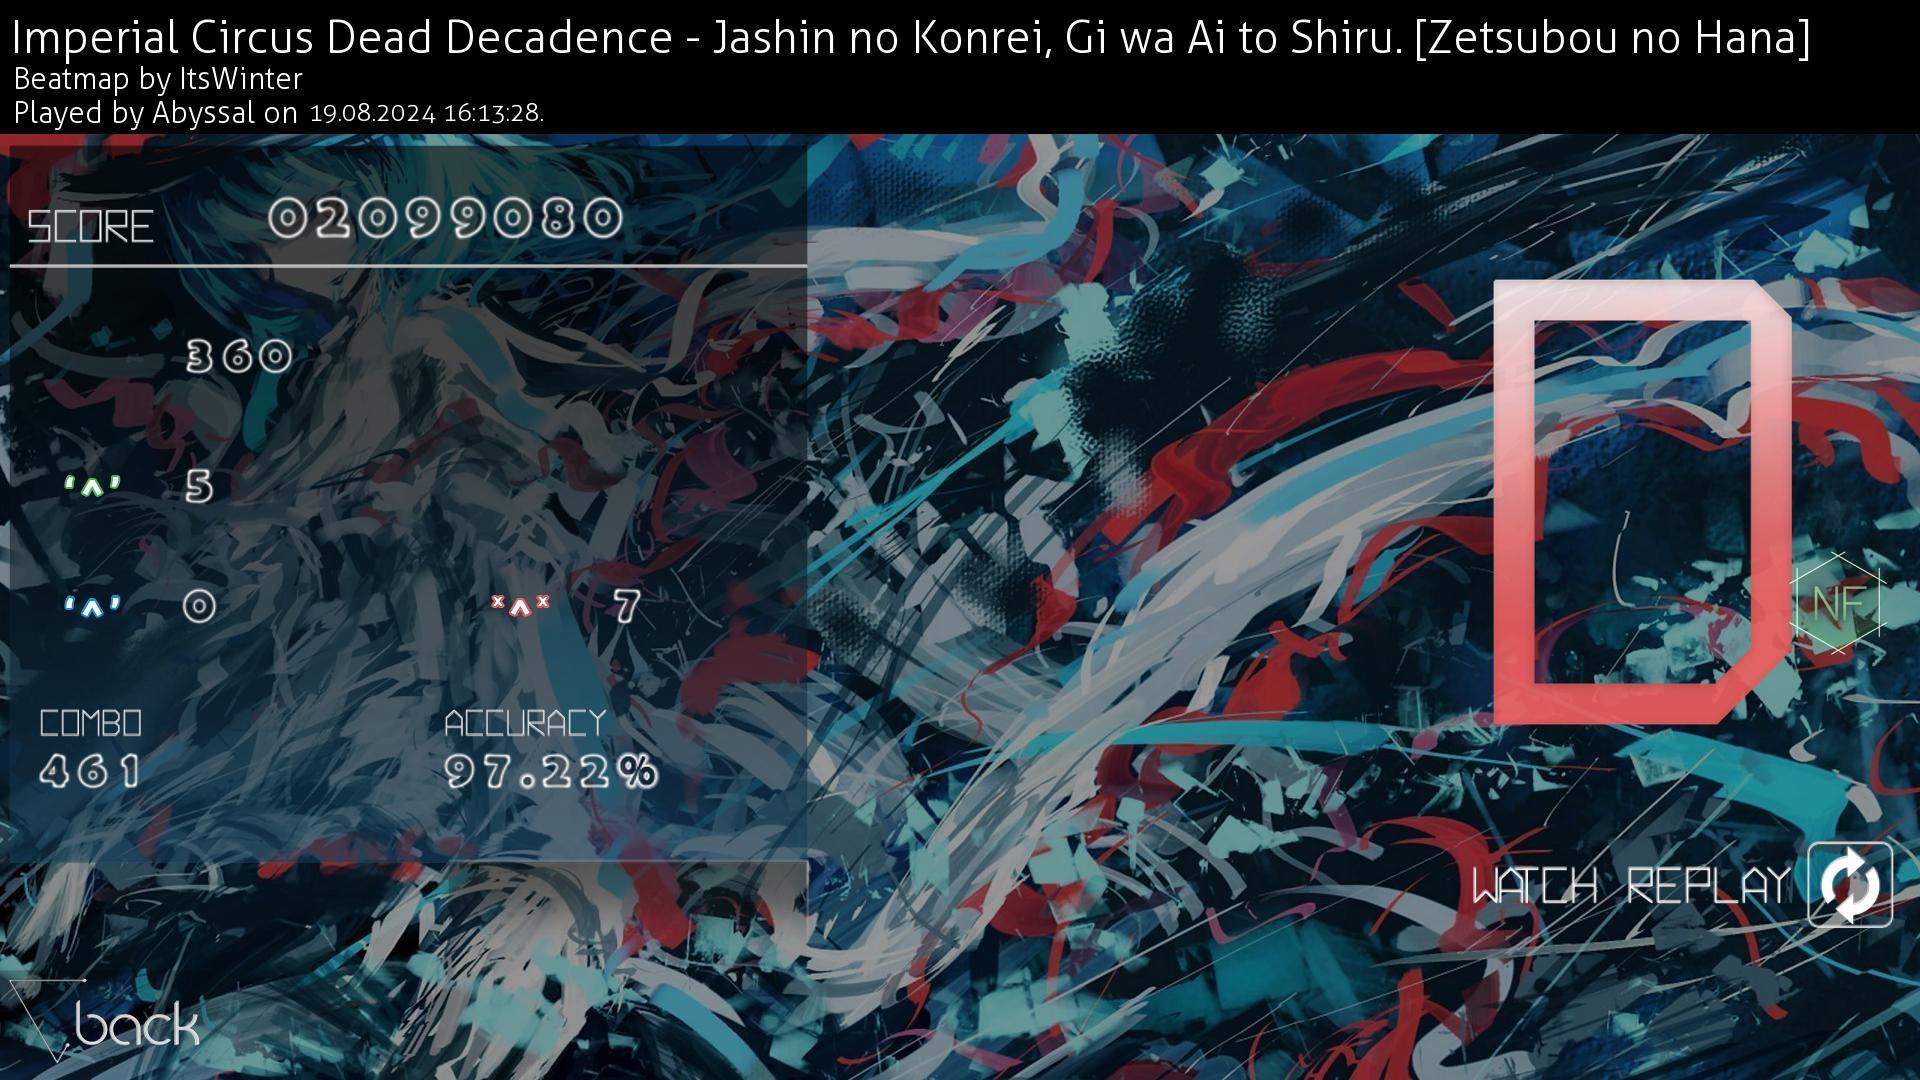 Imperial Circus Dead Decadence - Jashin no Konrei, Gi wa Ai to Shiru. [Zetsubou no Hana]
Beatmap by ItsWinter
Played by Abyssal on 19.08.2024 16:13:28.
SCORE 02099080
360
'^' 5
'^' 0 x^x 7
NF
COMBO ACCURACY
461 97.22%
WATCH REPLAY
back